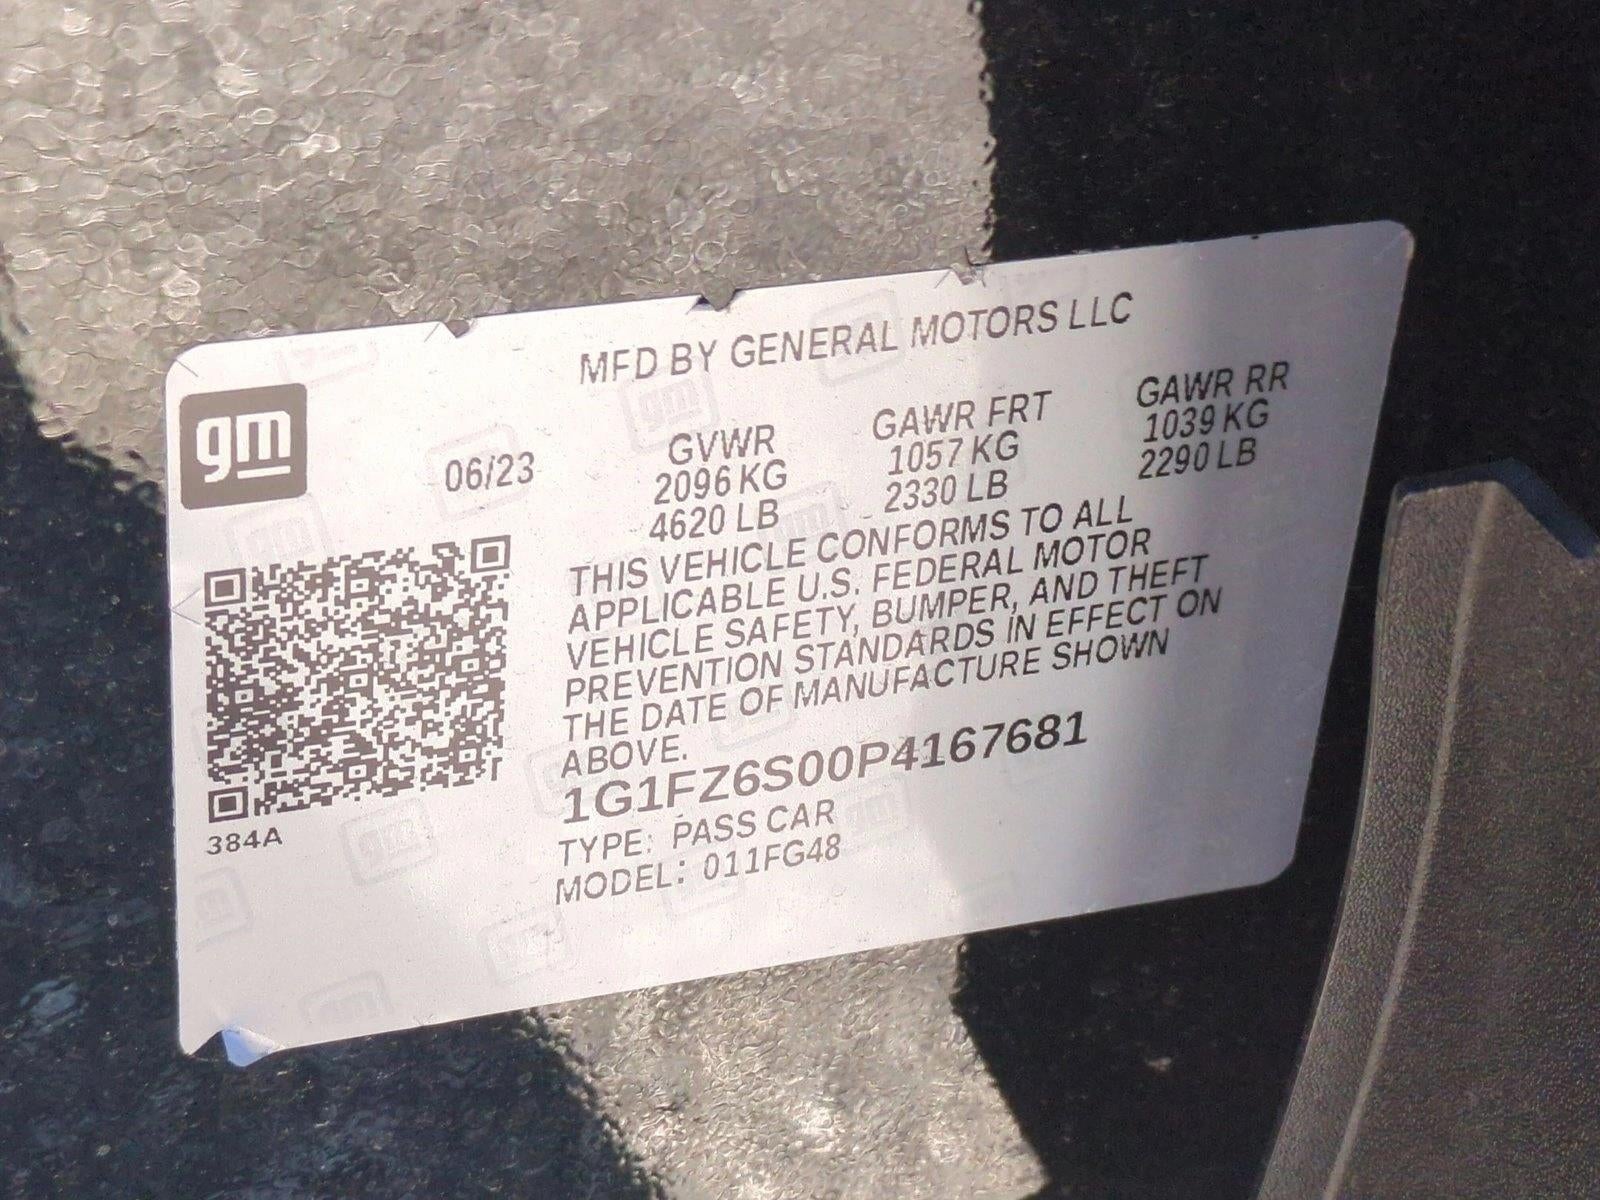 MFD BY GENERAL MOTORS LLC
gm
06/23
GVWR
2096 KG
4620 LB
GAWR FRT
1057 KG
2330 LB
GAWR RR
1039 KG
2290 LB
THIS VEHICLE CONFORMS TO ALL
APPLICABLE U.S. FEDERAL MOTOR
VEHICLE SAFETY, BUMPER, AND THEFT
PREVENTION STANDARDS IN EFFECT ON
THE DATE OF MANUFACTURE SHOWN
ABOVE.
1G1FZ6S00P4167681
TYPE: PASS CAR
MODEL: 011FG48
384A